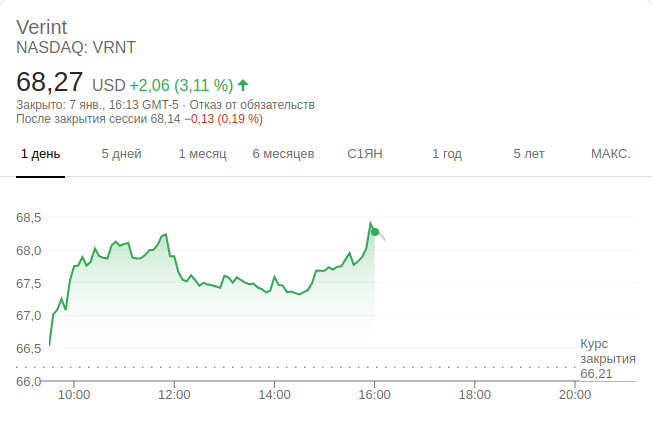 Verint
NASDAQ: VRNT
68,27 USD +2,06 (3,11 %)
Закрыто: 7 янв., 16:13 GMT-5 · Отказ от обязательств
После закрытия сессии 68,14 −0,13 (0,19 %)
1 день 5 дней 1 месяц 6 месяцев С1ЯН 1 год 5 лет МАКС.
68,5
68,0
67,5
67,0
66,5
Курс
закрытия
66,21
66,0
10:00 12:00 14:00 16:00 18:00 20:00